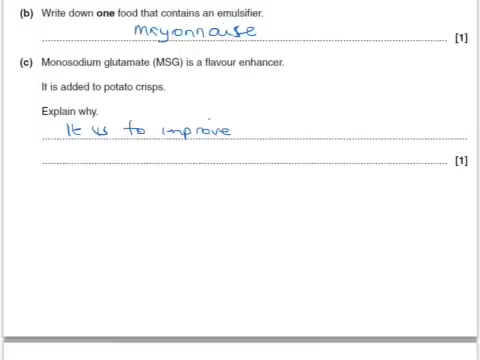 (b) Write down one food that contains an emulsifier.
Mayonnaise
[1]
(c) Monosodium glutamate (MSG) is a flavour enhancer.
It is added to potato crisps.
Explain why.
It is to improve
[1]